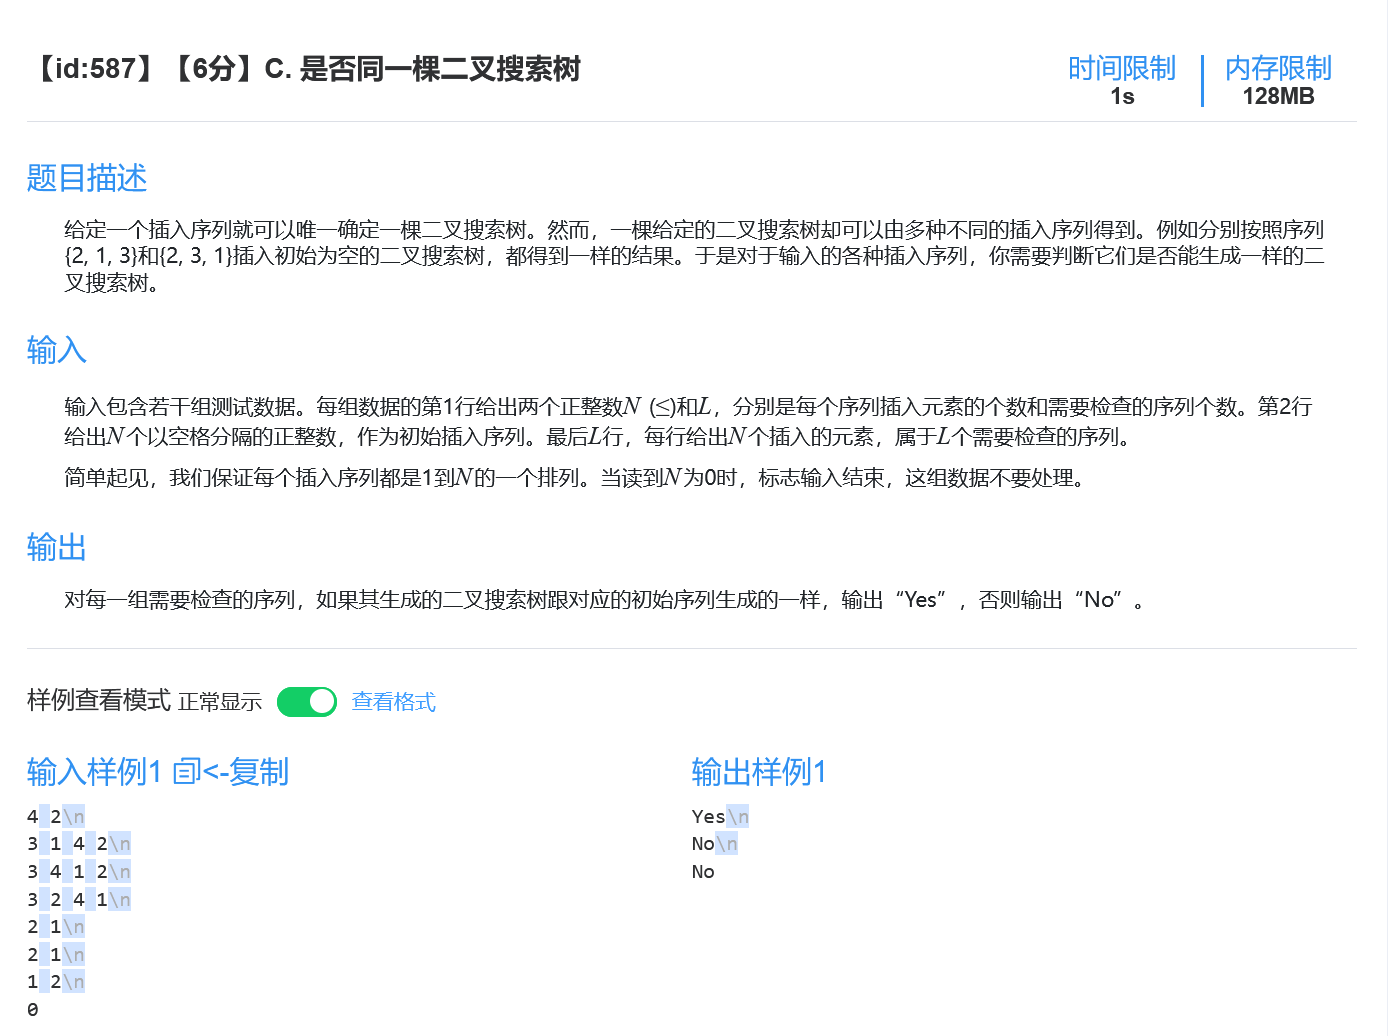 【id:587】【6分】C. 是否同一棵二叉搜索树
时间限制
1s
内存限制
128MB
题目描述
给定一个插入序列就可以唯一确定一棵二叉搜索树。然而，一棵给定的二叉搜索树却可以由多种不同的插入序列得到。例如分别按照序列
{2, 1, 3}和{2, 3, 1}插入初始为空的二叉搜索树，都得到一样的结果。于是对于输入的各种插入序列，你需要判断它们是否能生成一样的二
叉搜索树。
输入
输入包含若干组测试数据。每组数据的第1行给出两个正整数N (≤)和L，分别是每个序列插入元素的个数和需要检查的序列个数。第2行
给出N个以空格分隔的正整数，作为初始插入序列。最后L行，每行给出N个插入的元素，属于L个需要检查的序列。
简单起见，我们保证每个插入序列都是1到N的一个排列。当读到N为0时，标志输入结束，这组数据不要处理。
输出
对每一组需要检查的序列，如果其生成的二叉搜索树跟对应的初始序列生成的一样，输出“Yes”，否则输出“No”。
样例查看模式 正常显示 查看格式
输入样例1 <-复制
4 2\n
3 1 4 2\n
3 4 1 2\n
3 2 4 1\n
2 1\n
2 1\n
1 2\n
0
输出样例1
Yes\n
No\n
No